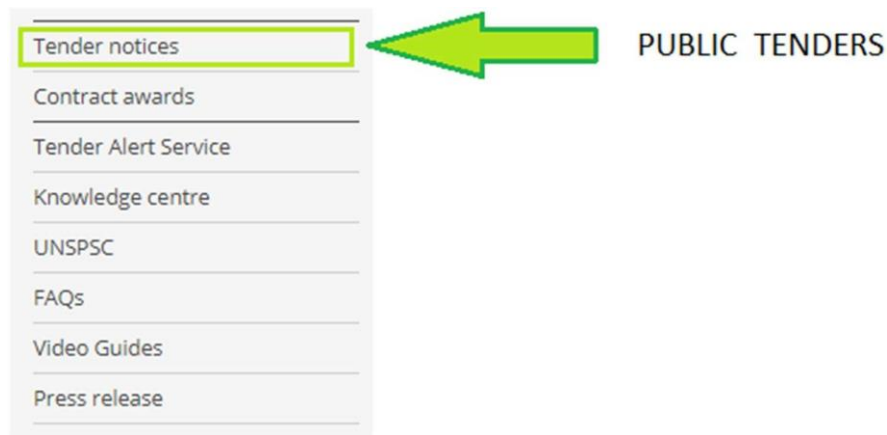 Tender notices
PUBLIC TENDERS
Contract awards
Tender Alert Service
Knowledge centre
UNSPSC
FAQs
Video Guides
Press release